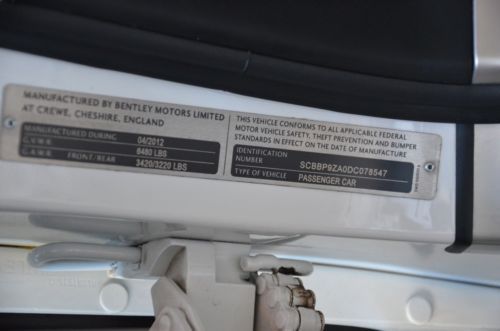 MANUFACTURED BY BENTLEY MOTORS LIMITED
AT CREWE, CHESHIRE, ENGLAND
MANUFACTURED DURING 04/2012
G.V.W.R. 6480 LBS
G.A.W.R. FRONT/REAR 3420/3220 LBS
THIS VEHICLE CONFORMS TO ALL APPLICABLE FEDERAL
MOTOR VEHICLE SAFETY, THEFT PREVENTION AND BUMPER
STANDARDS IN EFFECT ON THE DATE OF MANUFACTURE
IDENTIFICATION
NUMBER SCBBP9ZA0DC078547
TYPE OF VEHICLE PASSENGER CAR